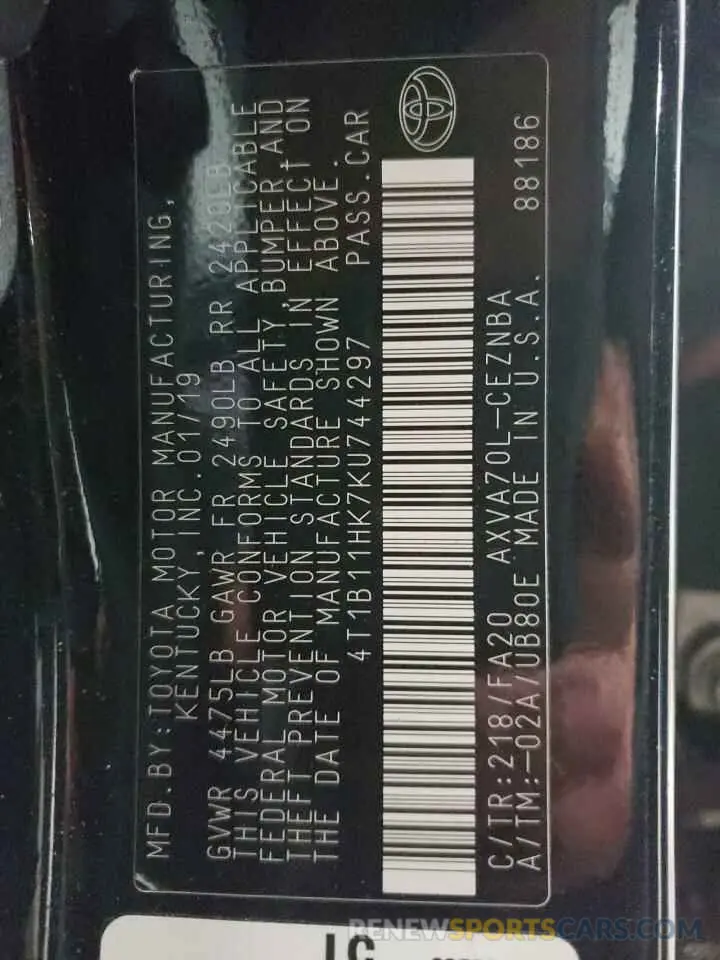 MFD.BY:TOYOTA MOTOR MANUFACTURING,
KENTUCKY, INC.01/19
GVWR 4475LB GAWR FR 2490LB RR 2420LB
THIS VEHICLE CONFORMS TO ALL APPLICABLE
FEDERAL MOTOR VEHICLE SAFETY,BUMPER AND
THEFT PREVENTION STANDARDS IN EFFECT ON
THE DATE OF MANUFACTURE SHOWN ABOVE.
4T1B11HK7KU744297 PASS.CAR
C/TR:218/FA20 AXVA70L-CEZNBA
A/TM:-02A/UB80E MADE IN U.S.A. 88186
RENEWSPORTSCARS.COM